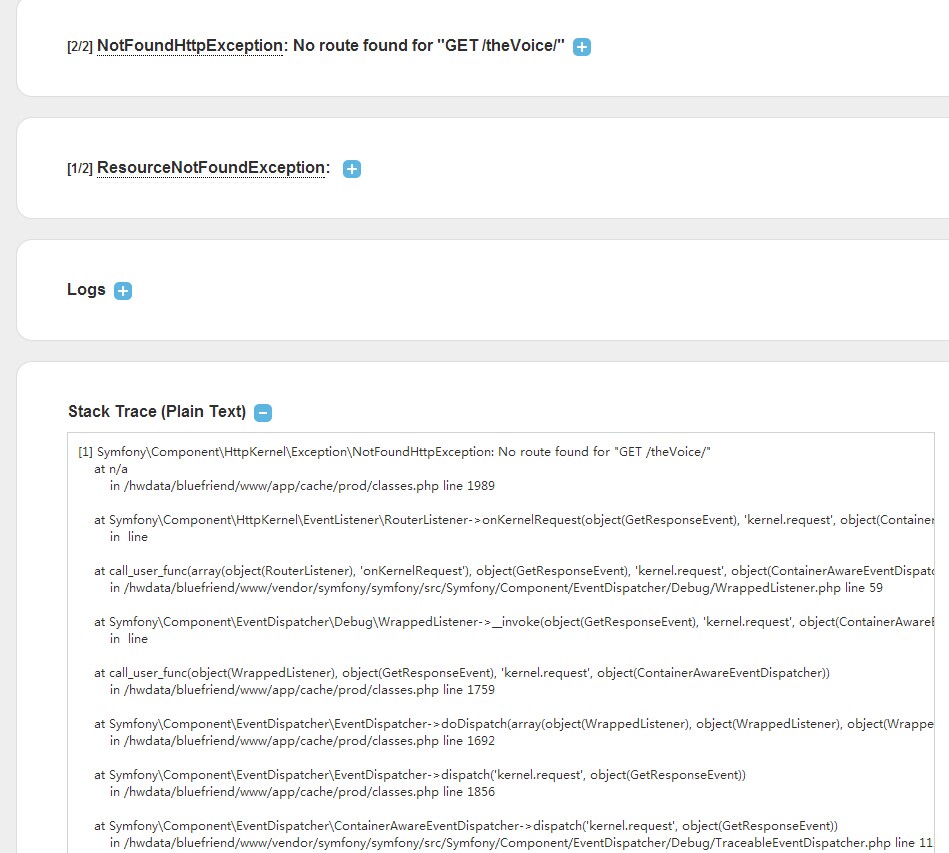 [2/2] NotFoundHttpException: No route found for "GET /theVoice/"
[1/2] ResourceNotFoundException:
Logs
Stack Trace (Plain Text)
[1] Symfony\Component\HttpKernel\Exception\NotFoundHttpException: No route found for "GET /theVoice/"
at n/a
in /hwdata/bluefriend/www/app/cache/prod/classes.php line 1989
at Symfony\Component\HttpKernel\EventListener\RouterListener->onKernelRequest(object(GetResponseEvent), 'kernel.request', object(Container
in line
at call_user_func(array(object(RouterListener), 'onKernelRequest'), object(GetResponseEvent), 'kernel.request', object(ContainerAwareEventDispatc
in /hwdata/bluefriend/www/vendor/symfony/symfony/src/Symfony/Component/EventDispatcher/Debug/WrappedListener.php line 59
at Symfony\Component\EventDispatcher\Debug\WrappedListener->__invoke(object(GetResponseEvent), 'kernel.request', object(ContainerAwareE
in line
at call_user_func(object(WrappedListener), object(GetResponseEvent), 'kernel.request', object(ContainerAwareEventDispatcher))
in /hwdata/bluefriend/www/app/cache/prod/classes.php line 1759
at Symfony\Component\EventDispatcher\EventDispatcher->doDispatch(array(object(WrappedListener), object(WrappedListener), object(Wrappe
in /hwdata/bluefriend/www/app/cache/prod/classes.php line 1692
at Symfony\Component\EventDispatcher\EventDispatcher->dispatch('kernel.request', object(GetResponseEvent))
in /hwdata/bluefriend/www/app/cache/prod/classes.php line 1856
at Symfony\Component\EventDispatcher\ContainerAwareEventDispatcher->dispatch('kernel.request', object(GetResponseEvent))
in /hwdata/bluefriend/www/vendor/symfony/symfony/src/Symfony/Component/EventDispatcher/Debug/TraceableEventDispatcher.php line 11